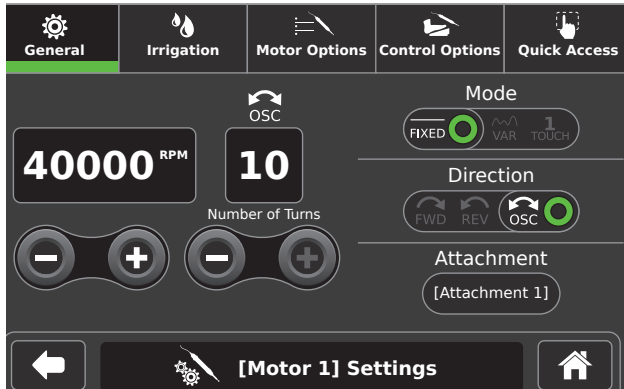 General
Irrigation
Motor Options
Control Options
Quick Access
OSC
40000 RPM
10
Number of Turns
Mode
FIXED VAR 1 TOUCH
Direction
FWD REV OSC
Attachment
[Attachment 1]
[Motor 1] Settings